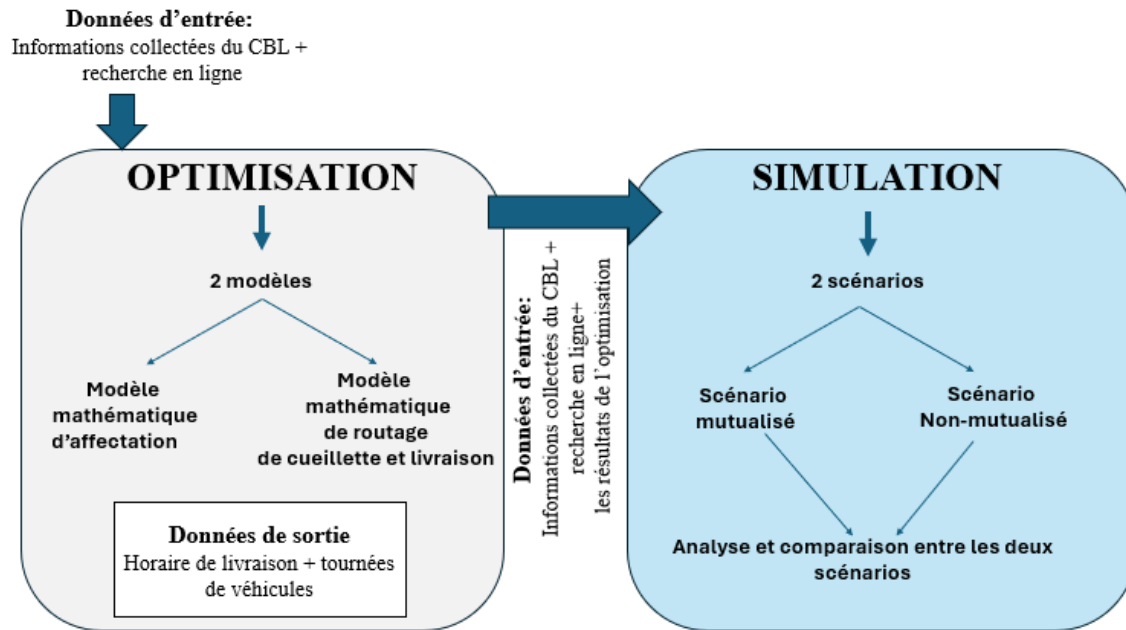 Données d'entrée:
Informations collectées du CBL +
recherche en ligne
OPTIMISATION
2 modèles
Modèle
mathématique
d'affectation
Modèle
mathématique
de routage
de cueillette et livraison
Données de sortie
Horaire de livraison + tournées
de véhicules
Données d'entrée:
Informations collectées du CBL +
recherche en ligne+
les résultats de l'optimisation
SIMULATION
2 scénarios
Scénario
mutualisé
Scénario
Non-mutualisé
Analyse et comparaison entre les deux
scénarios